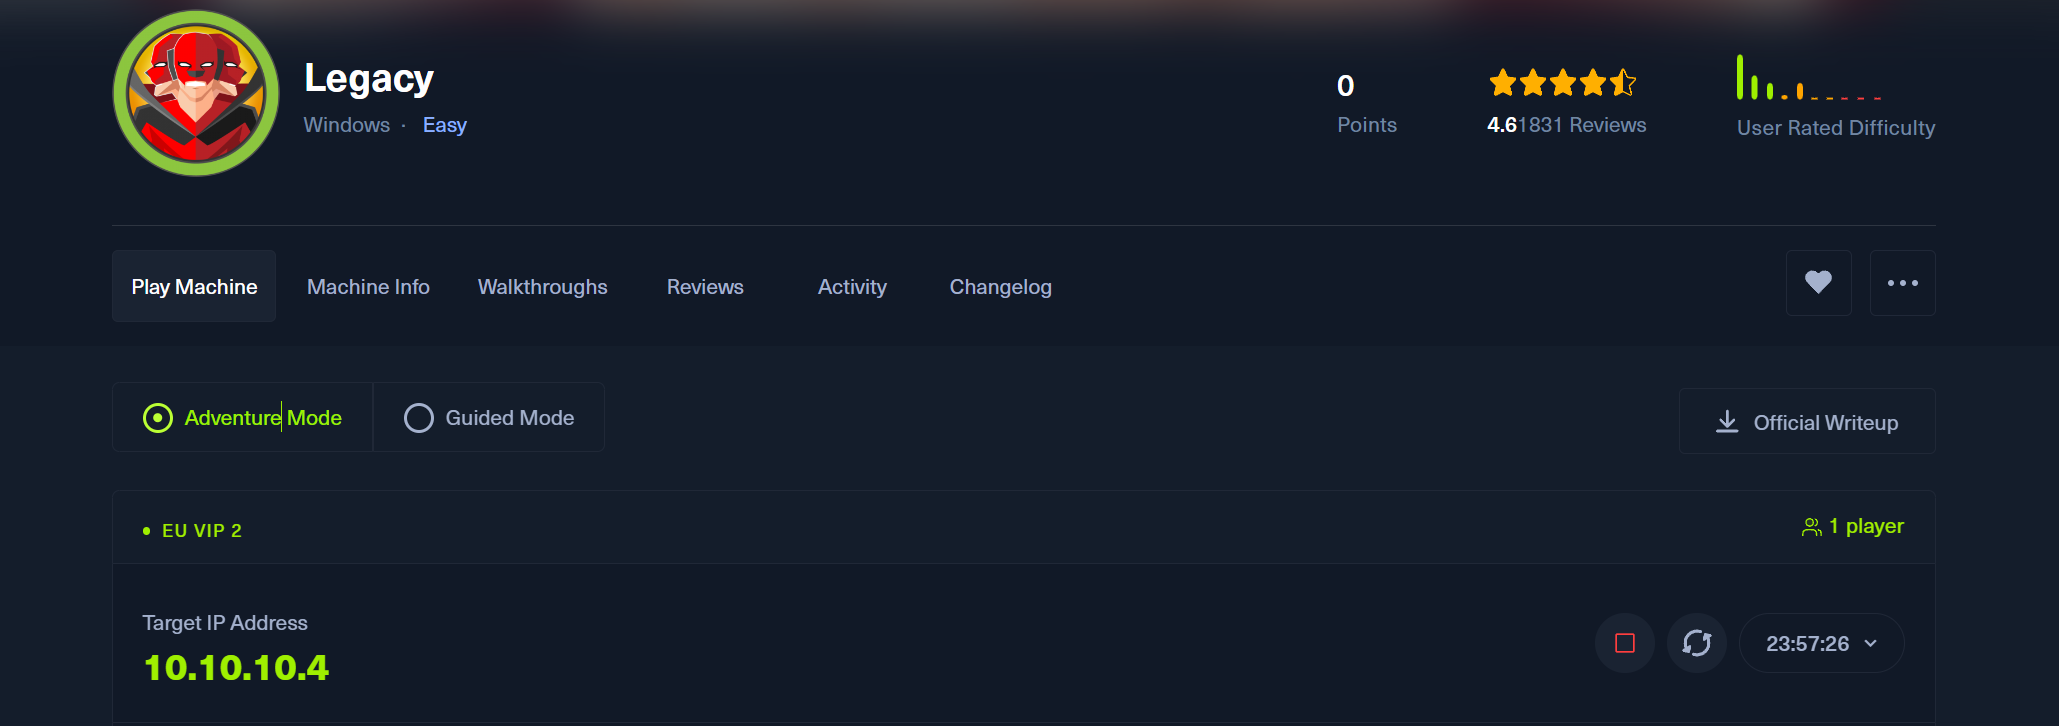 Legacy
Windows · Easy
0
Points
4.61831 Reviews
User Rated Difficulty
Play Machine
Machine Info
Walkthroughs
Reviews
Activity
Changelog
Adventure Mode
Guided Mode
Official Writeup
EU VIP 2
1 player
Target IP Address
10.10.10.4
23:57:26